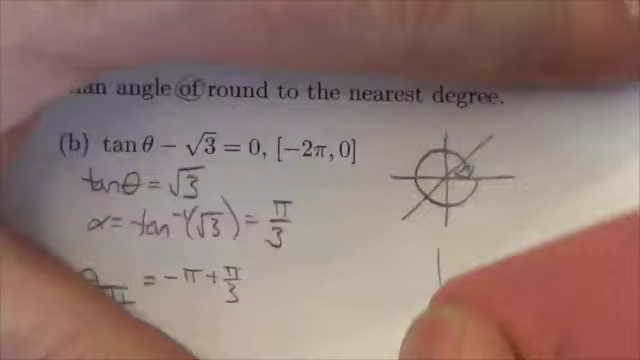 an angle of round to the nearest degree.
(b) tan θ − √3 = 0, [−2π, 0]
tanθ = √3
α = tan⁻¹(√3) = π/3
θ = −π + π/3